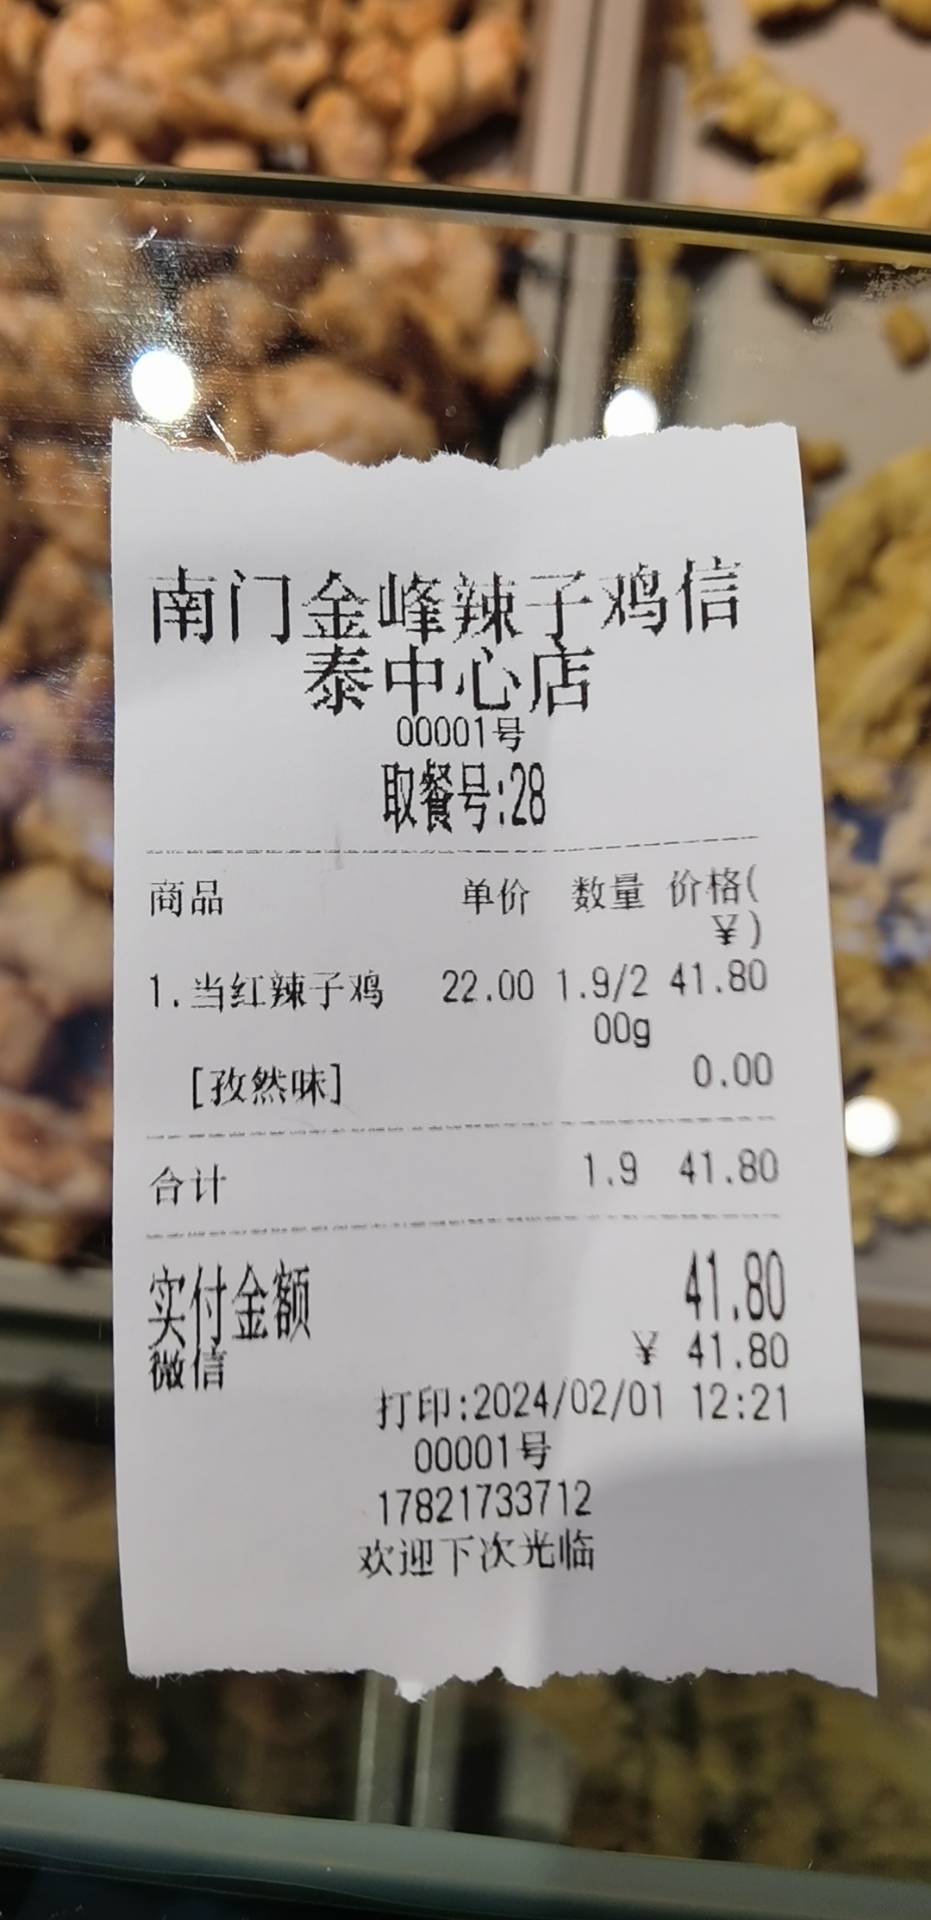 南门金峰辣子鸡信
泰中心店
00001号
取餐号:28
商品 单价 数量 价格(
¥)
1.当红辣子鸡 22.00 1.9/2 41.80
00g
[孜然味] 0.00
合计 1.9 41.80
实付金额 41.80
微信 ¥ 41.80
打印:2024/02/01 12:21
00001号
17821733712
欢迎下次光临